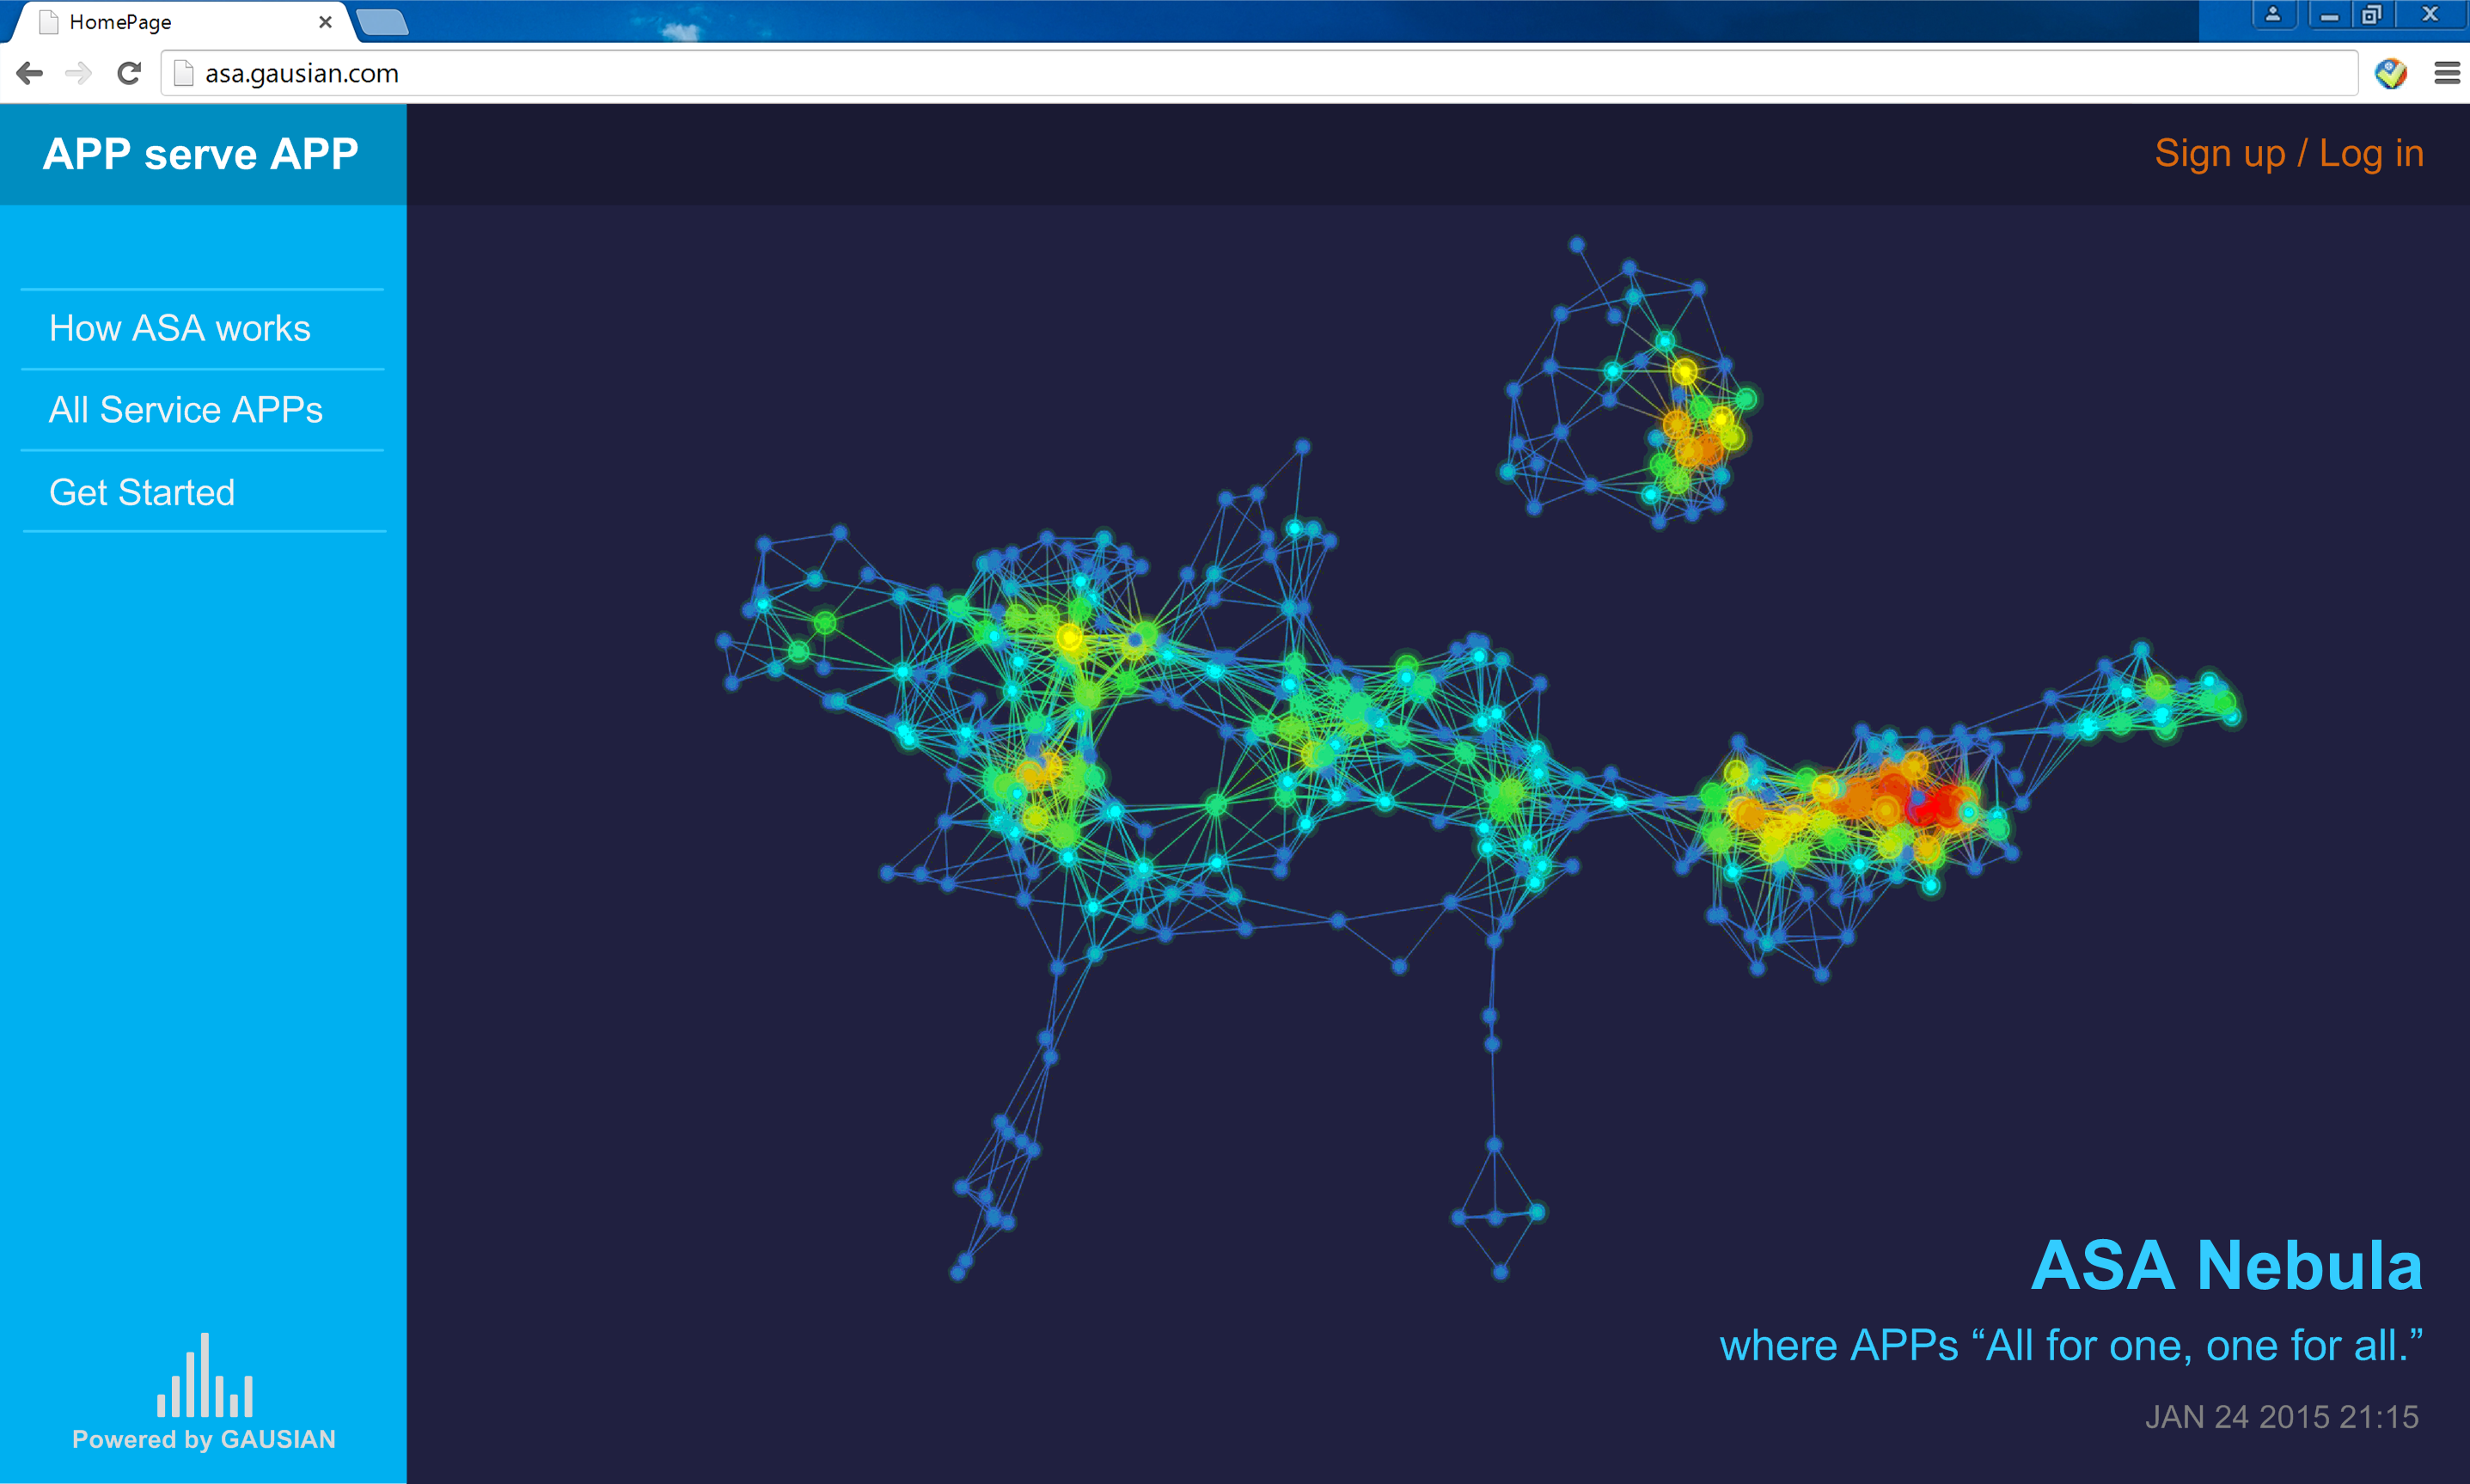 HomePage
asa.gausian.com
APP serve APP
Sign up / Log in
How ASA works
All Service APPs
Get Started
ASA Nebula
where APPs “All for one, one for all.”
JAN 24 2015 21:15
Powered by GAUSIAN